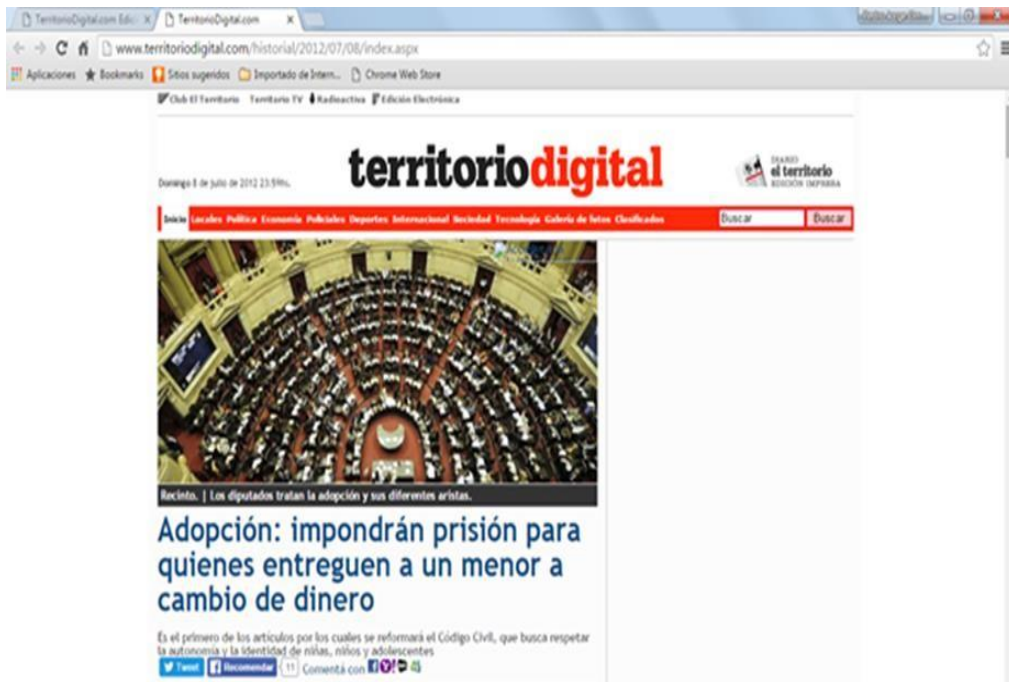 TerritorioDigital.com Edic
TerritorioDigital.com
www.territoriodigital.com/historial/2012/07/08/index.aspx
Aplicaciones Bookmarks Sitios sugeridos Importado de Intern... Chrome Web Store
Club El Territorio Territorio TV Radioactiva Edición Electrónica
territoriodigital
Domingo 8 de julio de 2012 23:59hs.
DIARIO
el territorio
EDICIÓN IMPRESA
Inicio Locales Política Economía Policiales Deportes Internacional Sociedad Tecnología Galería de fotos Clasificados
Buscar Buscar
Recinto. | Los diputados tratan la adopción y sus diferentes aristas.
Adopción: impondrán prisión para
quienes entreguen a un menor a
cambio de dinero
Es el primero de los artículos por los cuales se reformará el Código Civil, que busca respetar
la autonomía y la identidad de niñas, niños y adolescentes
Tweet Recomendar 11 Comentá con